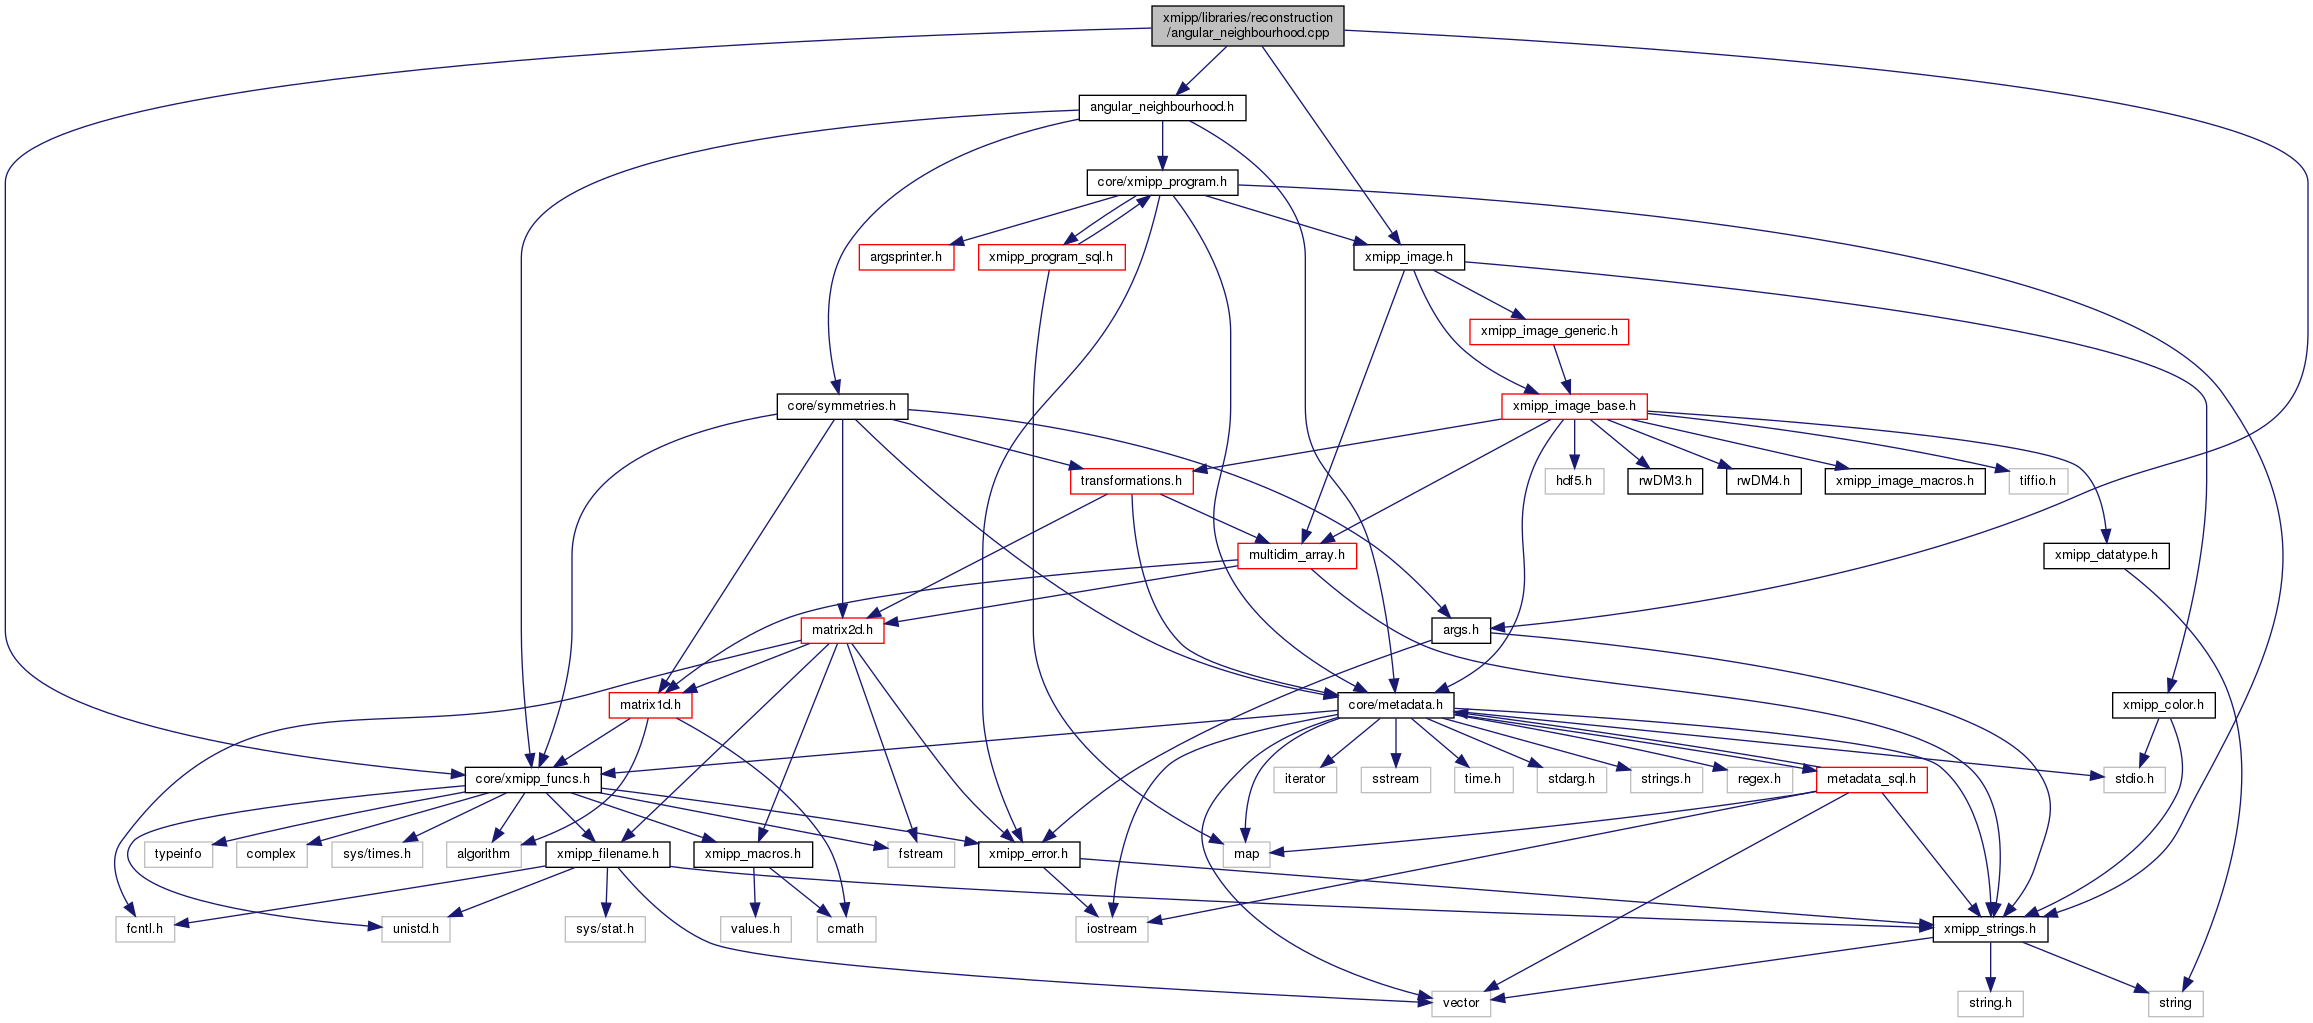 xmipp/libraries/reconstruction
/angular_neighbourhood.cpp
angular_neighbourhood.h
core/xmipp_program.h
argsprinter.h
xmipp_program_sql.h
xmipp_image.h
xmipp_image_generic.h
core/symmetries.h
xmipp_image_base.h
transformations.h
hdf5.h
rwDM3.h
rwDM4.h
xmipp_image_macros.h
tiffio.h
multidim_array.h
xmipp_datatype.h
matrix2d.h
args.h
matrix1d.h
core/metadata.h
xmipp_color.h
core/xmipp_funcs.h
iterator
sstream
time.h
stdarg.h
strings.h
regex.h
metadata_sql.h
stdio.h
typeinfo
complex
sys/times.h
algorithm
xmipp_filename.h
xmipp_macros.h
fstream
xmipp_error.h
map
fcntl.h
unistd.h
sys/stat.h
values.h
cmath
iostream
xmipp_strings.h
vector
string.h
string